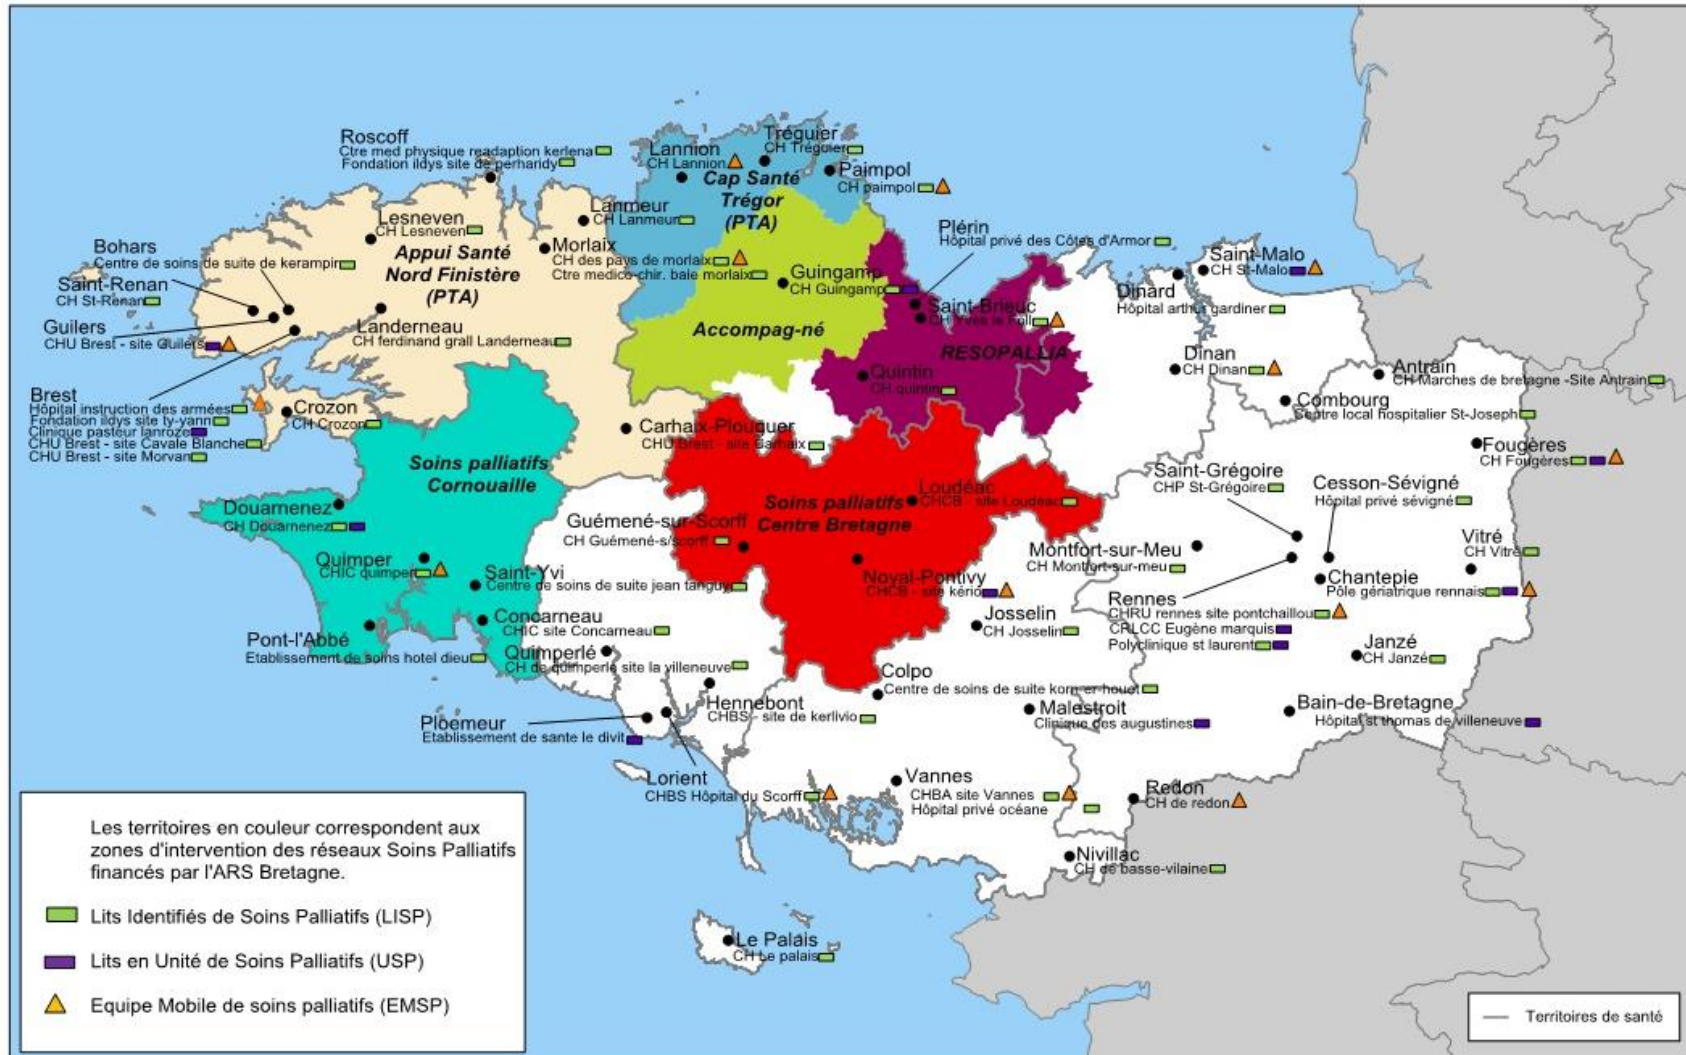 Roscoff
Ctre med physique readaption kerlena
Fondation ildys site de perharidy
Lannion
CH Lannion
Tréguier
CH Tréguier
Cap Santé
Trégor
(PTA)
Paimpol
CH paimpol
Lesneven
CH Lesneven
Lanmeur
CH Lanmeur
Appui Santé
Nord Finistère
(PTA)
Morlaix
CH des pays de morlaix
Ctre medico-chir. baie morlaix
Bohars
Centre de soins de suite de kerampir
Saint-Renan
CH St-Renan
Guilers
CHU Brest - site Guilers
Landerneau
CH ferdinand grall Landerneau
Guingamp
CH Guingamp
Accompag-né
Plérin
Hôpital privé des Côtes d'Armor
Saint-Brieuc
CH Yves le Foll
RESOPALLIA
Quintin
CH quintin
Saint-Malo
CH St-Malo
Dinard
Hôpital arthur gardiner
Dinan
CH Dinan
Antrain
CH Marches de bretagne -Site Antrain
Combourg
Centre local hospitalier St-Joseph
Fougères
CH Fougères
Brest
Hôpital instruction des armées
Fondation ildys site ty-yann
Clinique pasteur lanroze
CHU Brest - site Cavale Blanche
CHU Brest - site Morvan
Crozon
CH Crozon
Carhaix-Plouguer
CHU Brest - site Carhaix
Soins palliatifs
Cornouaille
Douarnenez
CH Douarnenez
Quimper
CHIC quimper
Saint-Yvi
Centre de soins de suite jean tanguy
Concarneau
CHIC site Concarneau
Pont-l'Abbé
Etablissement de soins hotel dieu
Quimperlé
CH de quimperle site la villeneuve
Guémené-sur-Scorff
CH Guémené-s/scorff
Soins palliatifs
Centre Bretagne
Loudéac
CHCB - site Loudéac
Noyal-Pontivy
CHCB - site kério
Josselin
CH Josselin
Saint-Grégoire
CHP St-Grégoire
Cesson-Sévigné
Hôpital privé sévigné
Montfort-sur-Meu
CH Montfort-sur-meu
Vitré
CH Vitré
Chantepie
Pôle gériatrique rennais
Rennes
CHRU rennes site pontchaillou
CRLCC Eugène marquis
Polyclinique st laurent
Janzé
CH Janzé
Bain-de-Bretagne
Hôpital st thomas de villeneuve
Colpo
Centre de soins de suite korn-er-houet
Malestroit
Clinique des augustines
Hennebont
CHBS - site de kerlivio
Ploemeur
Etablissement de sante le divit
Lorient
CHBS Hôpital du Scorff
Vannes
CHBA site Vannes
Hôpital privé océane
Redon
CH de redon
Nivillac
CH de basse-vilaine
Le Palais
CH Le palais
Les territoires en couleur correspondent aux
zones d'intervention des réseaux Soins Palliatifs
financés par l'ARS Bretagne.
Lits Identifiés de Soins Palliatifs (LISP)
Lits en Unité de Soins Palliatifs (USP)
Equipe Mobile de soins palliatifs (EMSP)
Territoires de santé